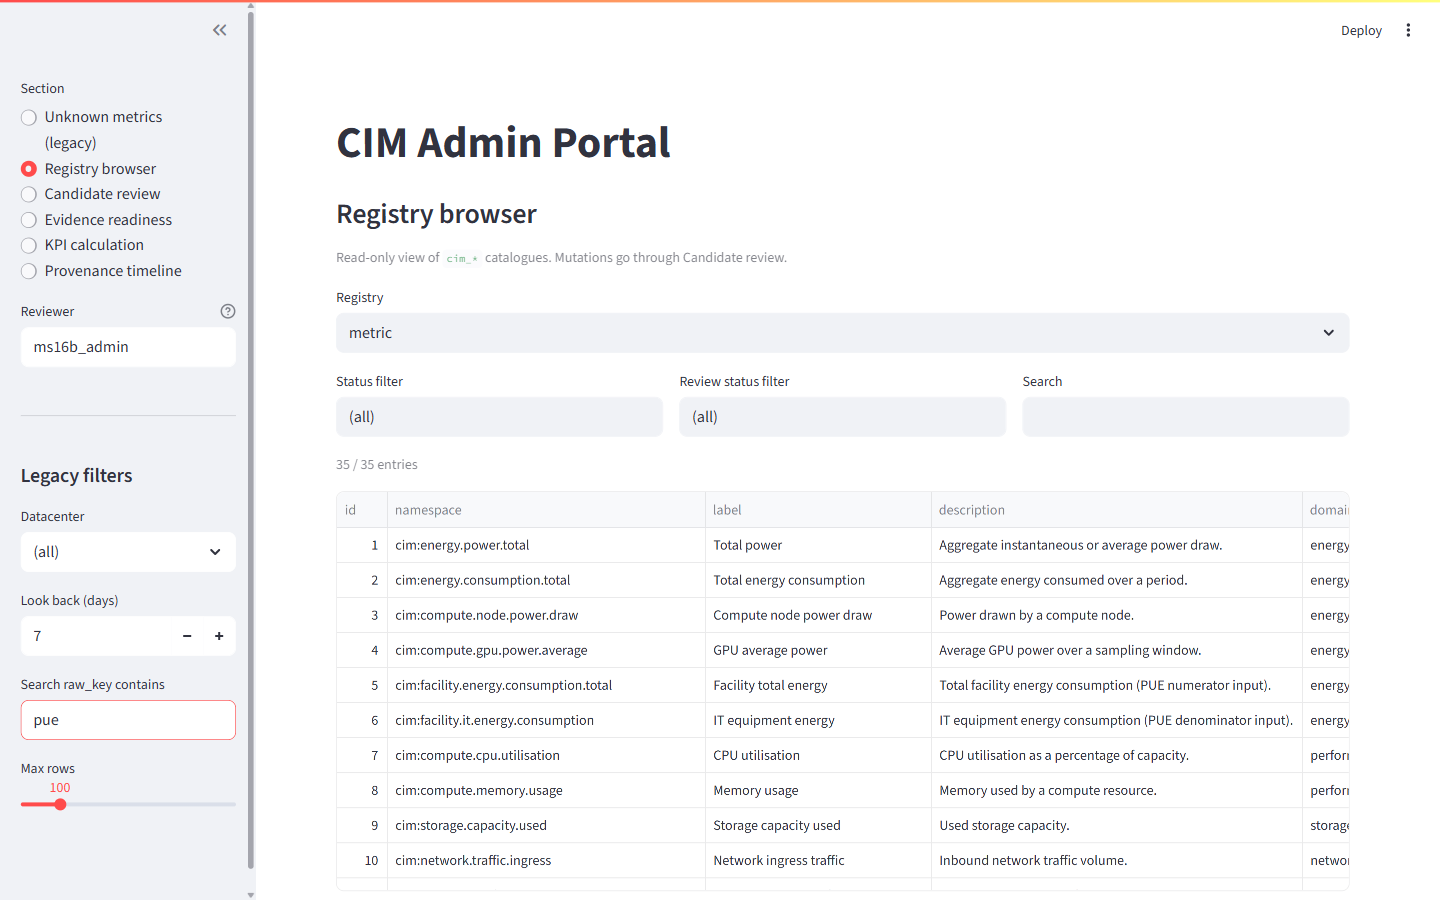 Deploy
Section
Unknown metrics
(legacy)
Registry browser
Candidate review
Evidence readiness
KPI calculation
Provenance timeline
Reviewer
ms16b_admin
Legacy filters
Datacenter
(all)
Look back (days)
7
Search raw_key contains
pue
Max rows
100
CIM Admin Portal
Registry browser
Read-only view of cim_* catalogues. Mutations go through Candidate review.
Registry
metric
Status filter Review status filter Search
(all) (all)
35 / 35 entries
id namespace label description domai
1 cim:energy.power.total Total power Aggregate instantaneous or average power draw. energy
2 cim:energy.consumption.total Total energy consumption Aggregate energy consumed over a period. energy
3 cim:compute.node.power.draw Compute node power draw Power drawn by a compute node. energy
4 cim:compute.gpu.power.average GPU average power Average GPU power over a sampling window. energy
5 cim:facility.energy.consumption.total Facility total energy Total facility energy consumption (PUE numerator input). energy
6 cim:facility.it.energy.consumption IT equipment energy IT equipment energy consumption (PUE denominator input). energy
7 cim:compute.cpu.utilisation CPU utilisation CPU utilisation as a percentage of capacity. perfor
8 cim:compute.memory.usage Memory usage Memory used by a compute resource. perfor
9 cim:storage.capacity.used Storage capacity used Used storage capacity. storage
10 cim:network.traffic.ingress Network ingress traffic Inbound network traffic volume. netwo